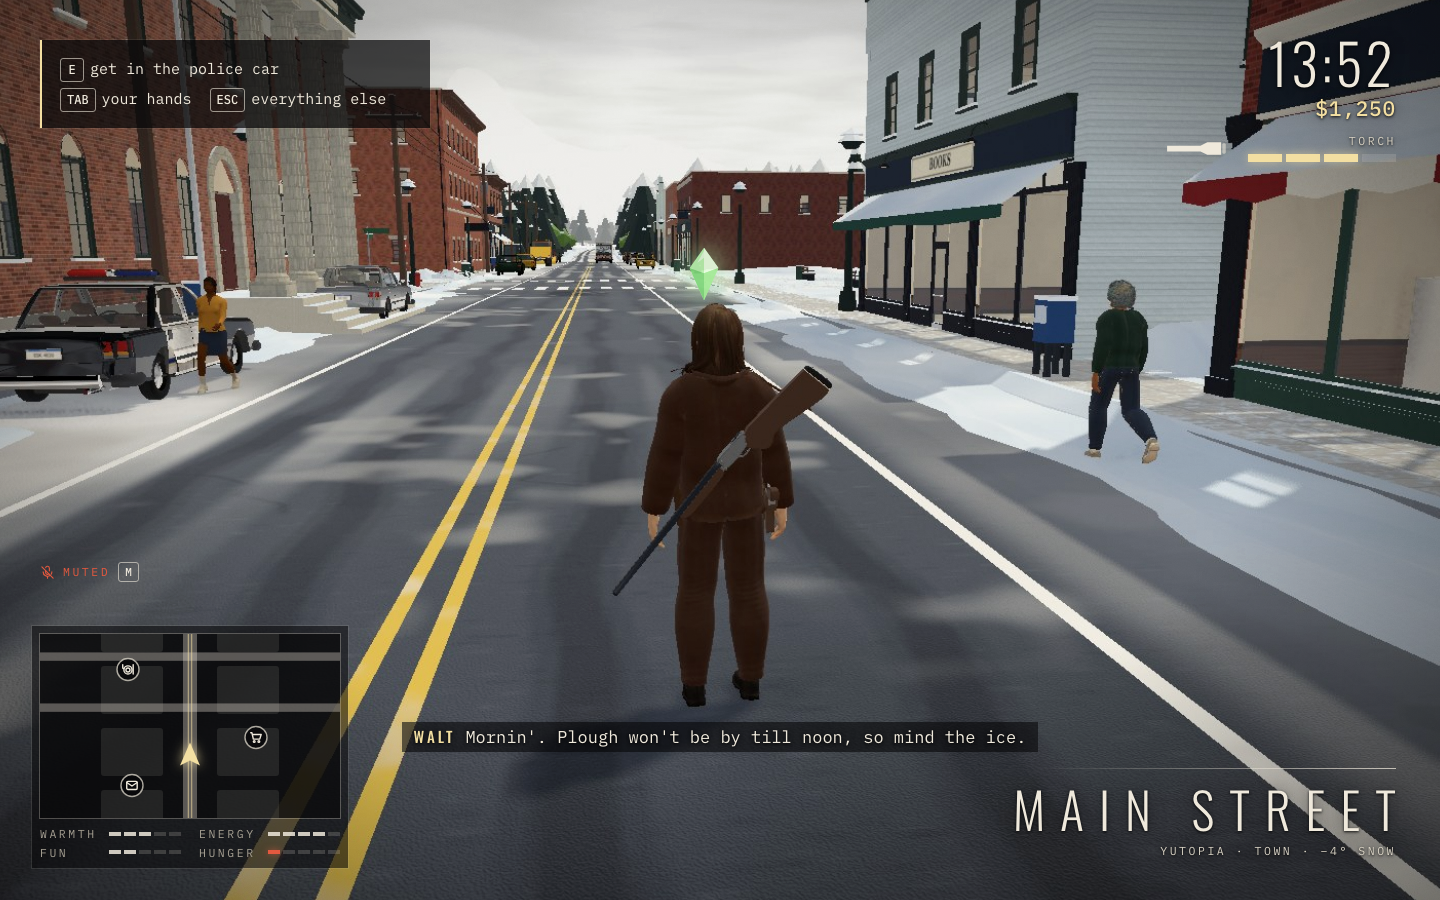 E get in the police car
TAB your hands ESC everything else
13:52
$1,250
TORCH
BOOKS
MUTED M
WALT Mornin'. Plough won't be by till noon, so mind the ice.
WARMTH ENERGY
FUN HUNGER
MAIN STREET
YUTOPIA · TOWN · −4° SNOW